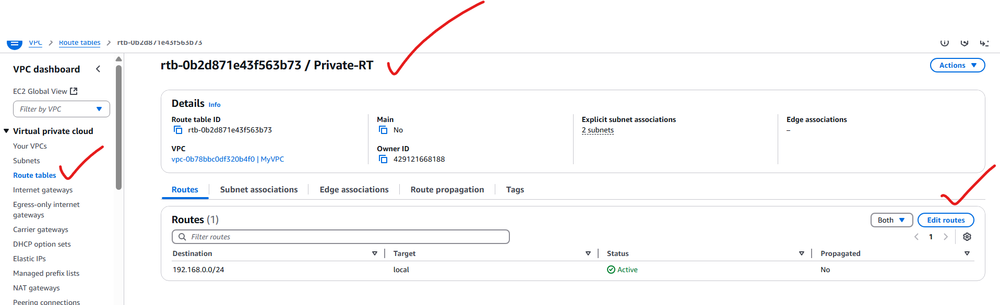 VPC > Route tables > rtb-0b2d871e43f563b73
VPC dashboard
EC2 Global View
Filter by VPC
Virtual private cloud
Your VPCs
Subnets
Route tables
Internet gateways
Egress-only internet
gateways
Carrier gateways
DHCP option sets
Elastic IPs
Managed prefix lists
NAT gateways
Peering connections
rtb-0b2d871e43f563b73 / Private-RT
Actions
Details Info
Route table ID
rtb-0b2d871e43f563b73
VPC
vpc-0b78bbc0df320b4f0 | MyVPC
Main
No
Owner ID
429121668188
Explicit subnet associations
2 subnets
Edge associations
–
Routes Subnet associations Edge associations Route propagation Tags
Routes (1)
Both Edit routes
Filter routes
1
Destination Target Status Propagated
192.168.0.0/24 local Active No